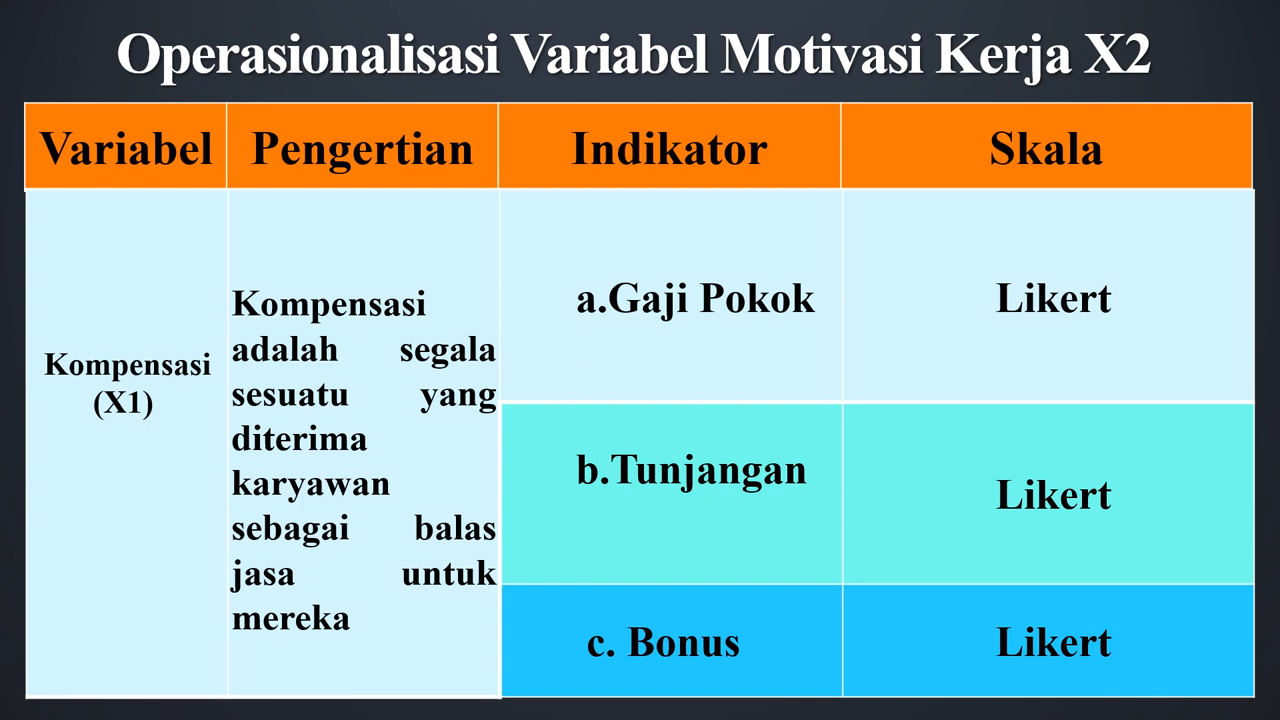 Operasionalisasi Variabel Motivasi Kerja X2
Variabel
Pengertian
Indikator
Skala
Kompensasi
(X1)
Kompensasi
adalah segala
sesuatu yang
diterima
karyawan
sebagai balas
jasa untuk
mereka
a.Gaji Pokok
Likert
b.Tunjangan
Likert
c. Bonus
Likert